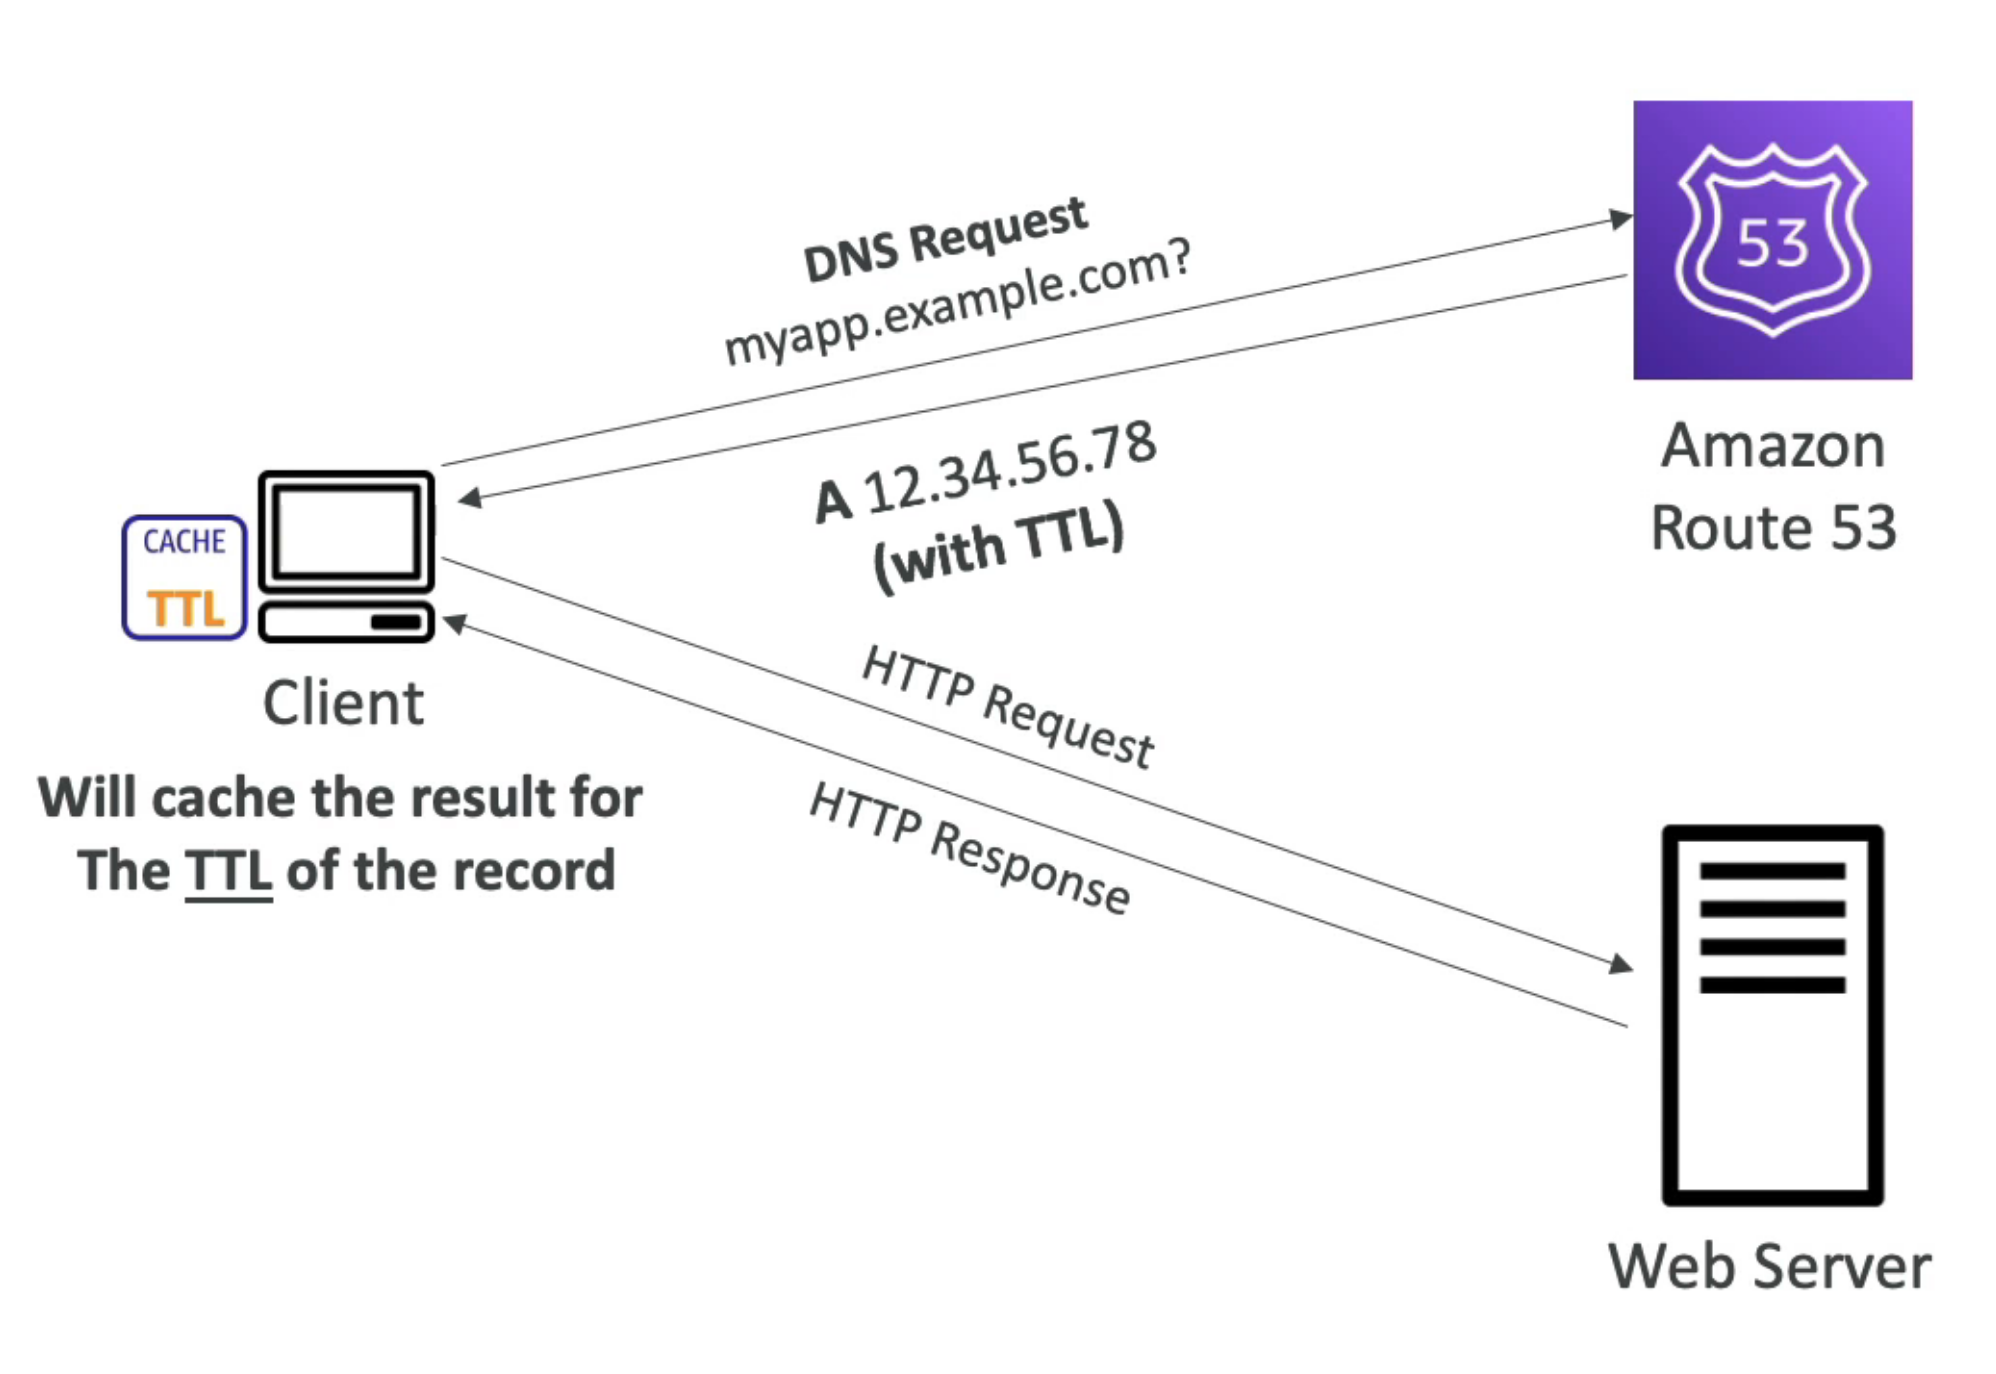 DNS Request
myapp.example.com?
53
Amazon
Route 53
A 12.34.56.78
(with TTL)
CACHE
TTL
Client
Will cache the result for
The TTL of the record
HTTP Request
HTTP Response
Web Server